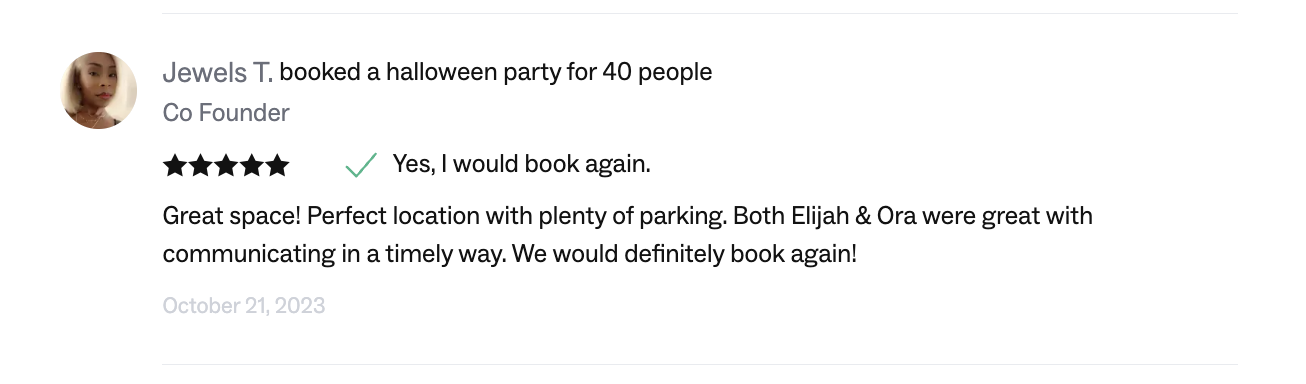 Jewels T. booked a halloween party for 40 people
Co Founder
Yes, I would book again.
Great space! Perfect location with plenty of parking. Both Elijah & Ora were great with
communicating in a timely way. We would definitely book again!
October 21, 2023